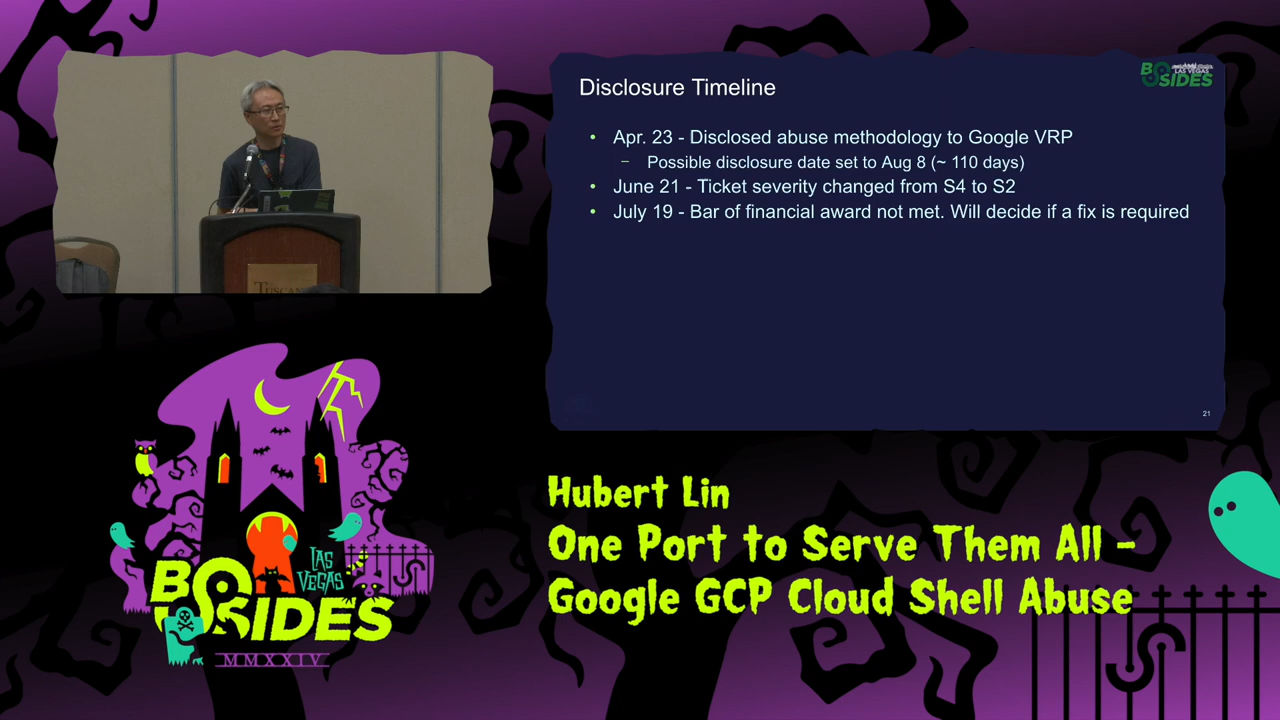 Disclosure Timeline
BSIDES
LAS VEGAS
• Apr. 23 - Disclosed abuse methodology to Google VRP
– Possible disclosure date set to Aug 8 (~ 110 days)
• June 21 - Ticket severity changed from S4 to S2
• July 19 - Bar of financial award not met. Will decide if a fix is required
21
TUSCAN
Hubert Lin
One Port to Serve Them All –
Google GCP Cloud Shell Abuse
LAS
VEGAS
BSIDES
MMXXIV